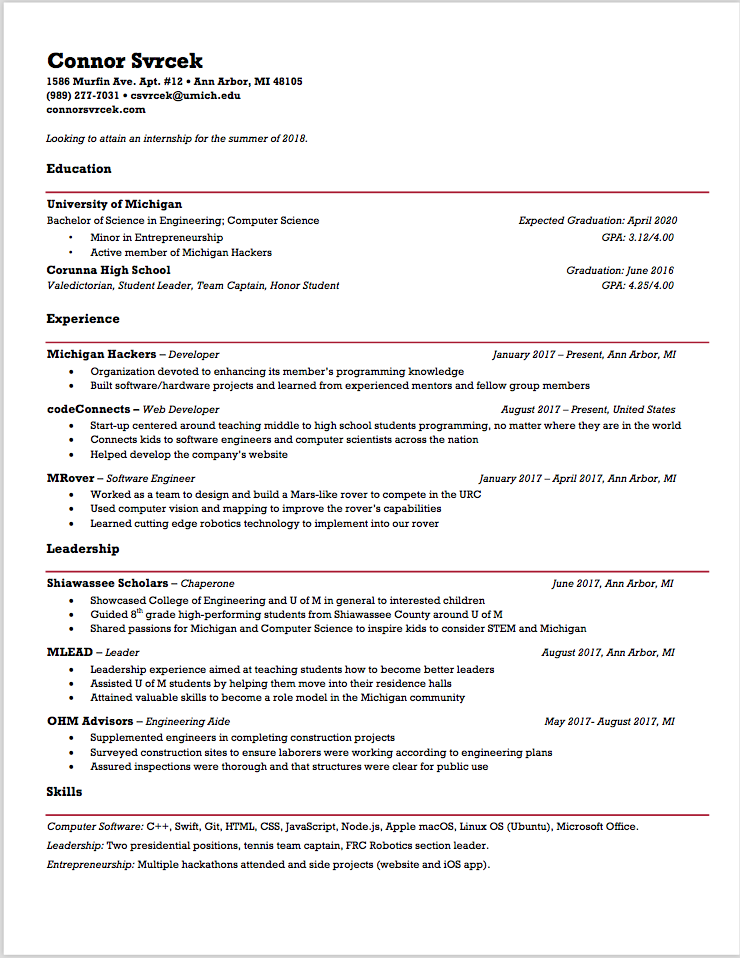 Connor Svrcek
1586 Murfin Ave. Apt. #12 • Ann Arbor, MI 48105
(989) 277-7031 • csvrcek@umich.edu
connorsvrcek.com
Looking to attain an internship for the summer of 2018.
Education
University of Michigan
Bachelor of Science in Engineering; Computer Science Expected Graduation: April 2020
• Minor in Entrepreneurship GPA: 3.12/4.00
• Active member of Michigan Hackers
Corunna High School Graduation: June 2016
Valedictorian, Student Leader, Team Captain, Honor Student GPA: 4.25/4.00
Experience
Michigan Hackers – Developer January 2017 – Present, Ann Arbor, MI
• Organization devoted to enhancing its member's programming knowledge
• Built software/hardware projects and learned from experienced mentors and fellow group members
codeConnects – Web Developer August 2017 – Present, United States
• Start-up centered around teaching middle to high school students programming, no matter where they are in the world
• Connects kids to software engineers and computer scientists across the nation
• Helped develop the company's website
MRover – Software Engineer January 2017 – April 2017, Ann Arbor, MI
• Worked as a team to design and build a Mars-like rover to compete in the URC
• Used computer vision and mapping to improve the rover's capabilities
• Learned cutting edge robotics technology to implement into our rover
Leadership
Shiawassee Scholars – Chaperone June 2017, Ann Arbor, MI
• Showcased College of Engineering and U of M in general to interested children
• Guided 8th grade high-performing students from Shiawassee County around U of M
• Shared passions for Michigan and Computer Science to inspire kids to consider STEM and Michigan
MLEAD – Leader August 2017, Ann Arbor, MI
• Leadership experience aimed at teaching students how to become better leaders
• Assisted U of M students by helping them move into their residence halls
• Attained valuable skills to become a role model in the Michigan community
OHM Advisors – Engineering Aide May 2017- August 2017, MI
• Supplemented engineers in completing construction projects
• Surveyed construction sites to ensure laborers were working according to engineering plans
• Assured inspections were thorough and that structures were clear for public use
Skills
Computer Software: C++, Swift, Git, HTML, CSS, JavaScript, Node.js, Apple macOS, Linux OS (Ubuntu), Microsoft Office.
Leadership: Two presidential positions, tennis team captain, FRC Robotics section leader.
Entrepreneurship: Multiple hackathons attended and side projects (website and iOS app).